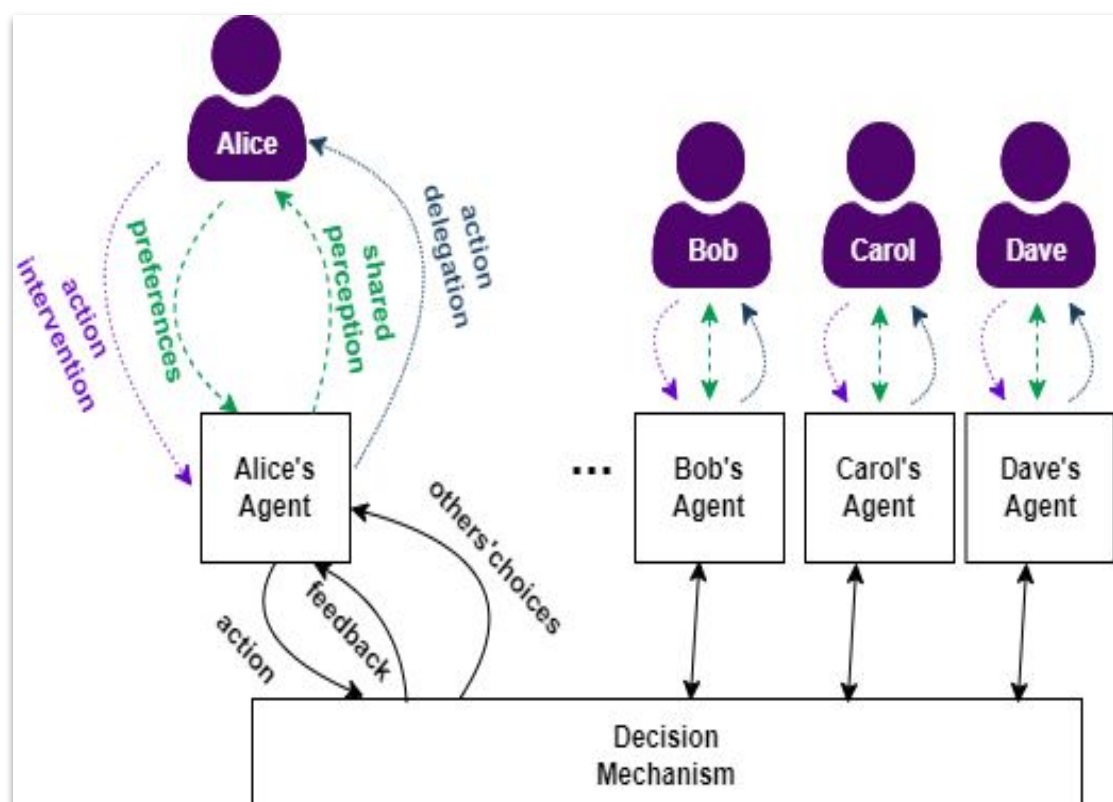 Alice
Bob
Carol
Dave
action
intervention
preferences
shared
perception
action
delegation
Alice's
Agent
...
Bob's
Agent
Carol's
Agent
Dave's
Agent
action
feedback
others'choices
Decision
Mechanism